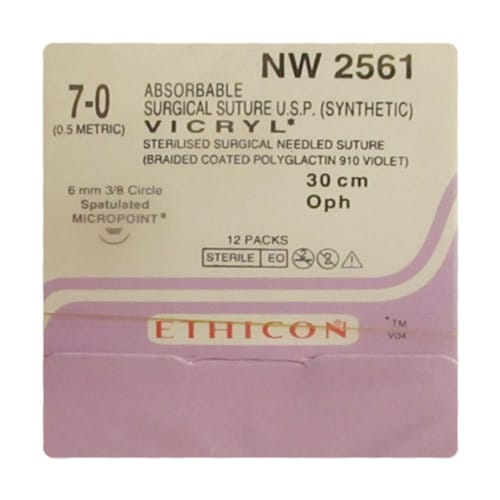 NW 2561
7-0
(0.5 METRIC)
ABSORBABLE
SURGICAL SUTURE U.S.P. (SYNTHETIC)
VICRYL*
STERILISED SURGICAL NEEDLED SUTURE
(BRAIDED COATED POLYGLACTIN 910 VIOLET)
6 mm 3/8 Circle
Spatulated
MICROPOINT®
30 cm
Oph
12 PACKS
STERILE EO
ETHICON®
*TM
V04